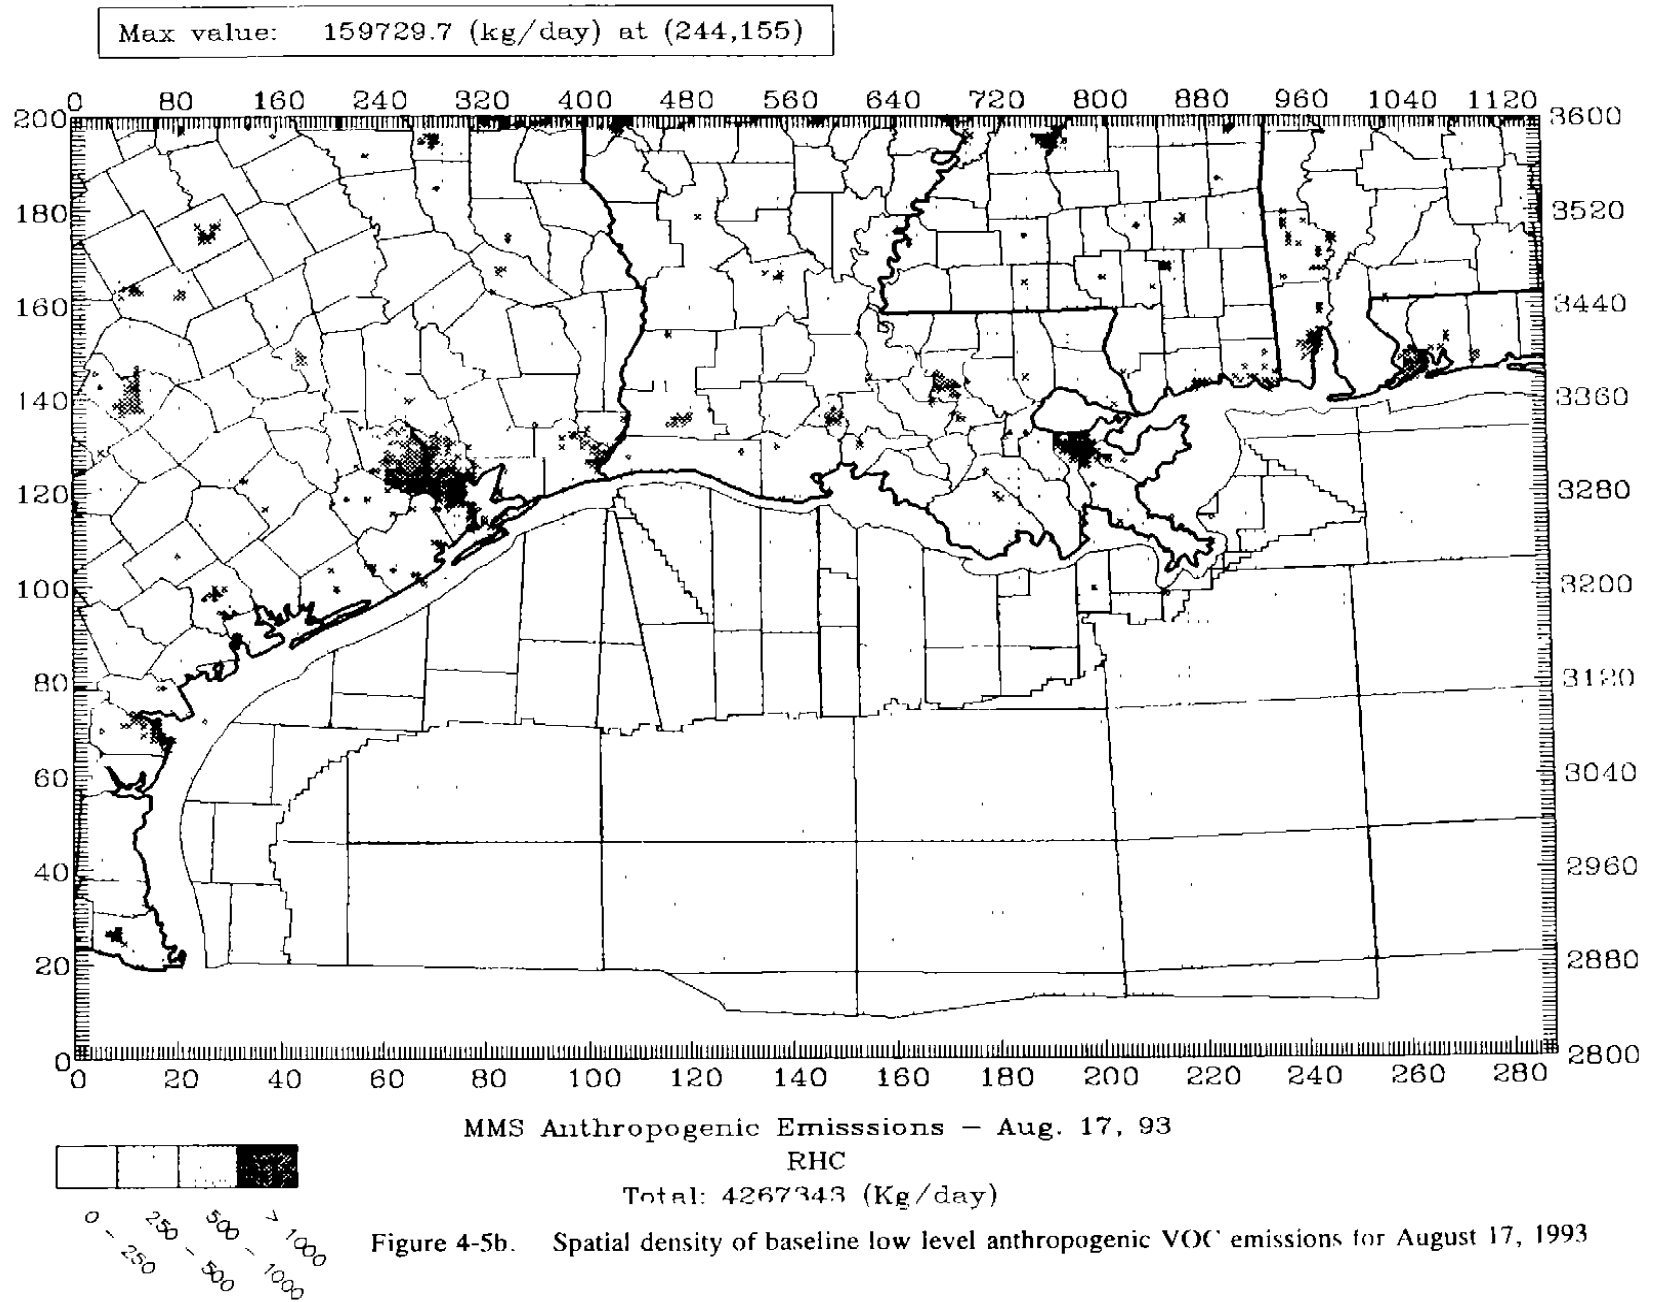 Max value: 159729.7 (kg/day) at (244,155)
0 80 160 240 320 400 480 560 640 720 800 880 960 1040 1120
200 3600
180 3520
160 3440
140 3360
120 3280
100 3200
80 3120
60 3040
40 2960
20 2880
0 2800
0 20 40 60 80 100 120 140 160 180 200 220 240 260 280
MMS Anthropogenic Emisssions – Aug. 17, 93
RHC
Total: 4267343 (Kg/day)
0 – 250
250 – 500
500 – 1000
> 1000
Figure 4-5b. Spatial density of baseline low level anthropogenic VOC emissions for August 17, 1993